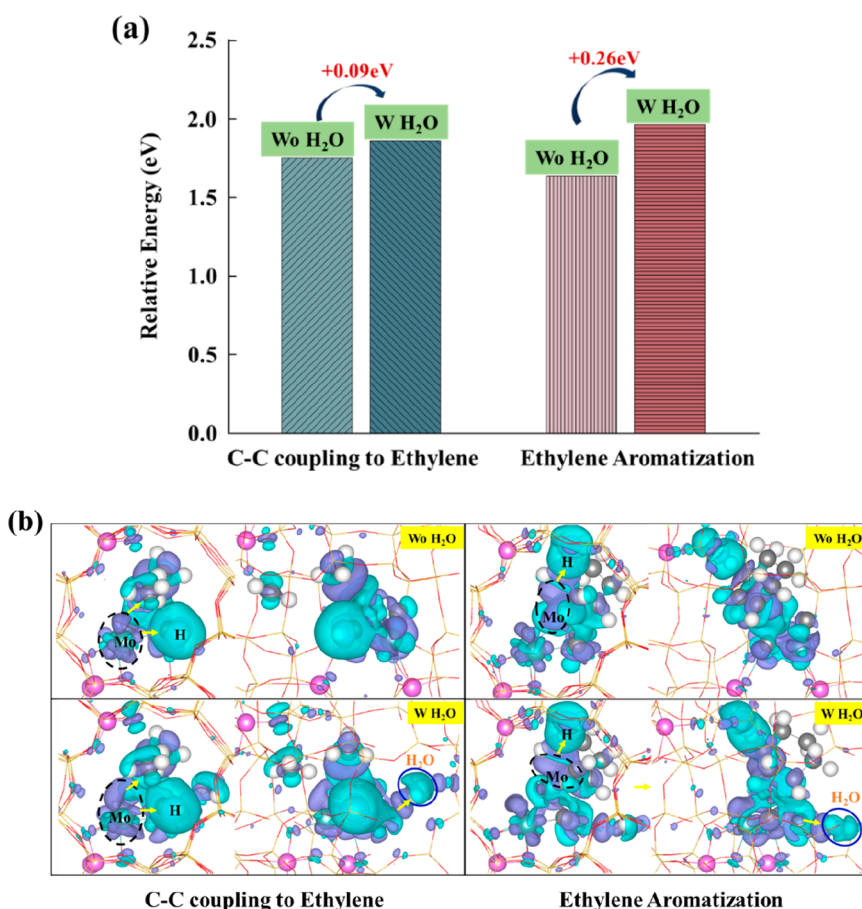 (a)
Relative Energy (eV)
2.5
2.0
1.5
1.0
0.5
0.0
+0.09eV
Wo H₂O
W H₂O
+0.26eV
Wo H₂O
W H₂O
C-C coupling to Ethylene
Ethylene Aromatization
(b)
Wo H₂O
Mo
H
Wo H₂O
H
Mo
W H₂O
H₂O
Mo
H
W H₂O
H
Mo
H₂O
C-C coupling to Ethylene
Ethylene Aromatization